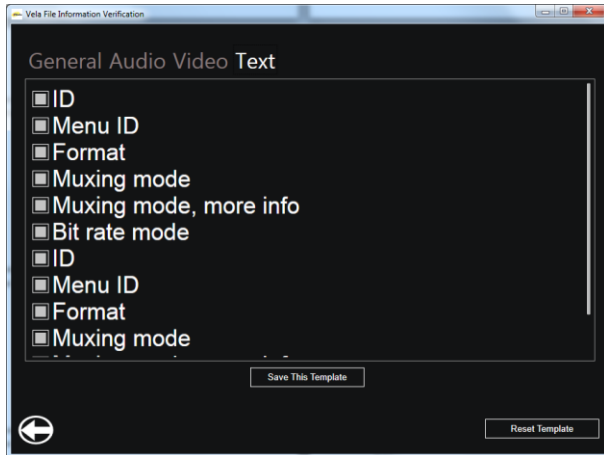 Vela File Information Verification
General Audio Video Text
ID
Menu ID
Format
Muxing mode
Muxing mode, more info
Bit rate mode
ID
Menu ID
Format
Muxing mode
Save This Template
Reset Template